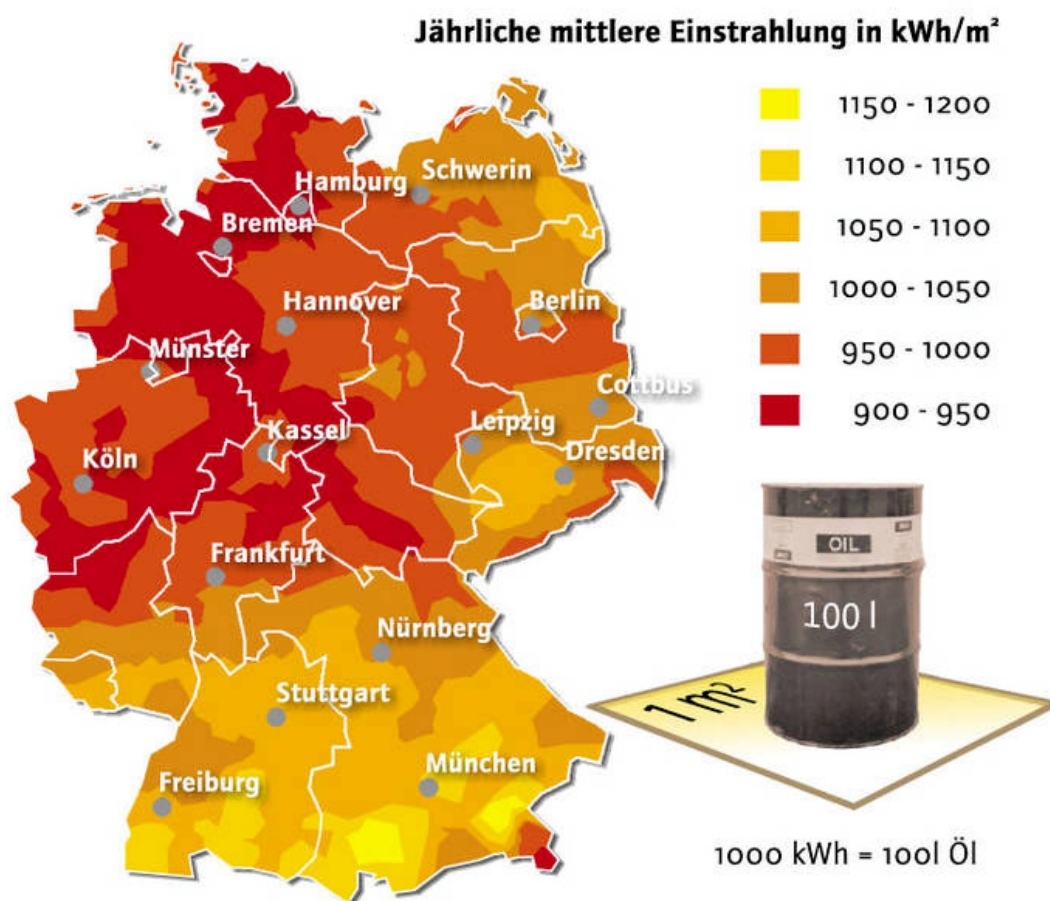 Jährliche mittlere Einstrahlung in kWh/m²
1150 - 1200
1100 - 1150
1050 - 1100
1000 - 1050
950 - 1000
900 - 950
Schwerin
Hamburg
Bremen
Hannover
Berlin
Münster
Cottbus
Leipzig
Kassel
Köln
Dresden
Frankfurt
Nürnberg
Stuttgart
München
Freiburg
OIL
100 l
1 m²
1000 kWh = 100l Öl